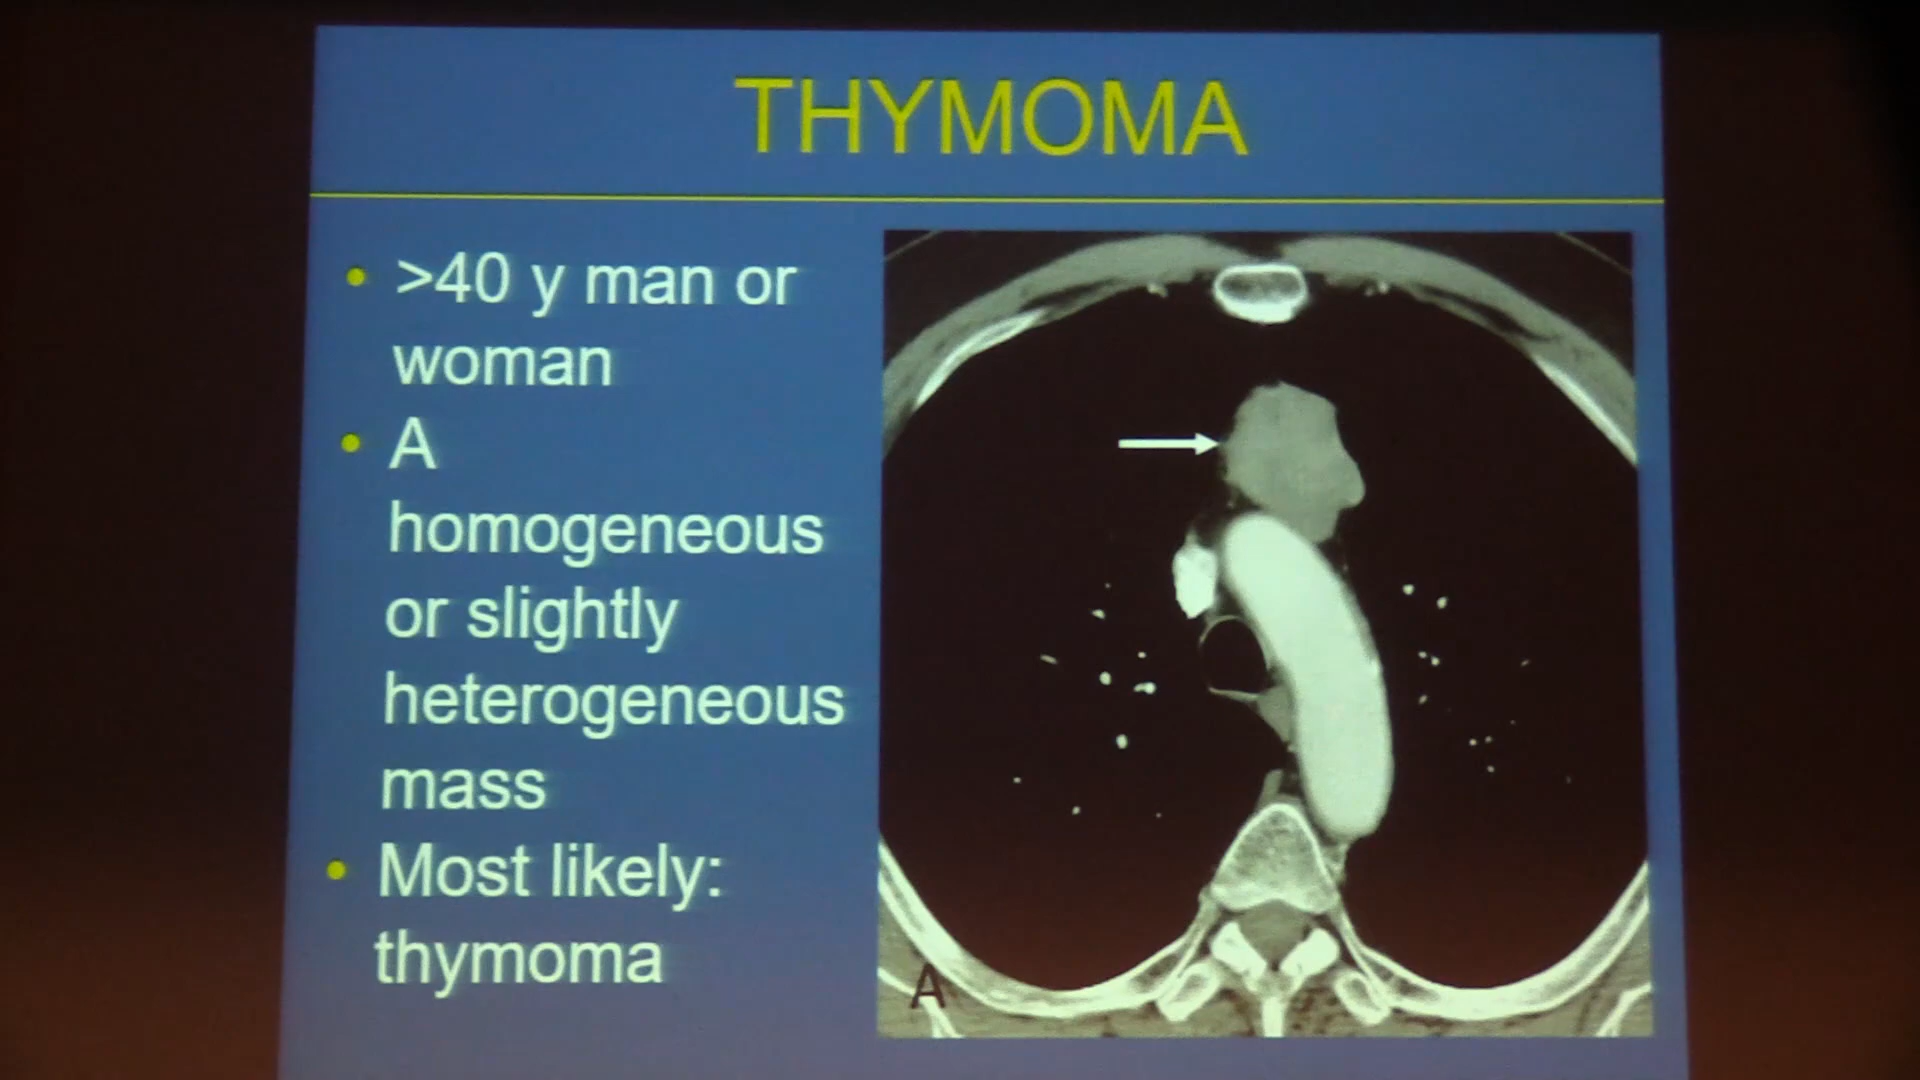 THYMOMA
• >40 y man or
woman
• A
homogeneous
or slightly
heterogeneous
mass
• Most likely:
thymoma
A